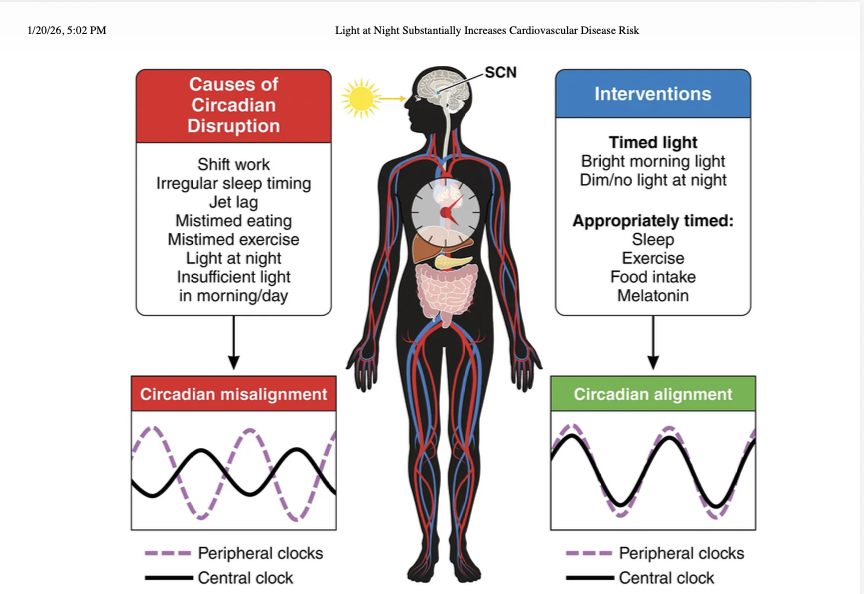 1/20/26, 5:02 PM
Light at Night Substantially Increases Cardiovascular Disease Risk
Causes of
Circadian
Disruption
Shift work
Irregular sleep timing
Jet lag
Mistimed eating
Mistimed exercise
Light at night
Insufficient light
in morning/day
Circadian misalignment
Peripheral clocks
Central clock
SCN
Interventions
Timed light
Bright morning light
Dim/no light at night
Appropriately timed:
Sleep
Exercise
Food intake
Melatonin
Circadian alignment
Peripheral clocks
Central clock